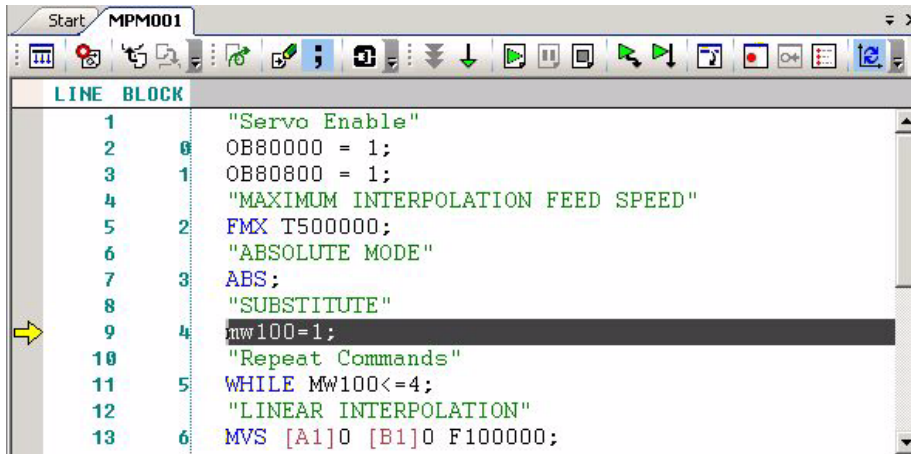 Start MPM001
LINE BLOCK
1 "Servo Enable"
2 0 OB80000 = 1;
3 1 OB80800 = 1;
4 "MAXIMUM INTERPOLATION FEED SPEED"
5 2 FMX T500000;
6 "ABSOLUTE MODE"
7 3 ABS;
8 "SUBSTITUTE"
9 4 mw100=1;
10 "Repeat Commands"
11 5 WHILE MW100<=4;
12 "LINEAR INTERPOLATION"
13 6 MVS [A1]0 [B1]0 F100000;